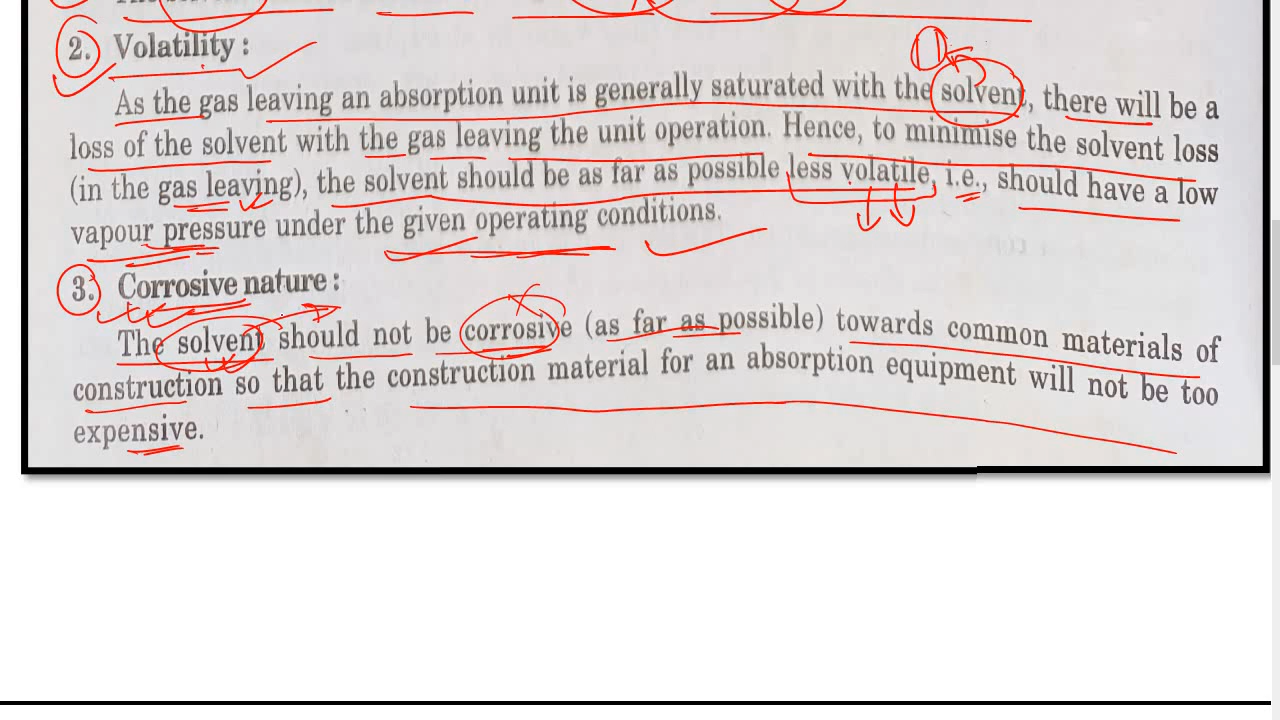 2. Volatility :
As the gas leaving an absorption unit is generally saturated with the solvent, there will be a
loss of the solvent with the gas leaving the unit operation. Hence, to minimise the solvent loss
(in the gas leaving), the solvent should be as far as possible less volatile, i.e., should have a low
vapour pressure under the given operating conditions.
3. Corrosive nature :
The solvent should not be corrosive (as far as possible) towards common materials of
construction so that the construction material for an absorption equipment will not be too
expensive.